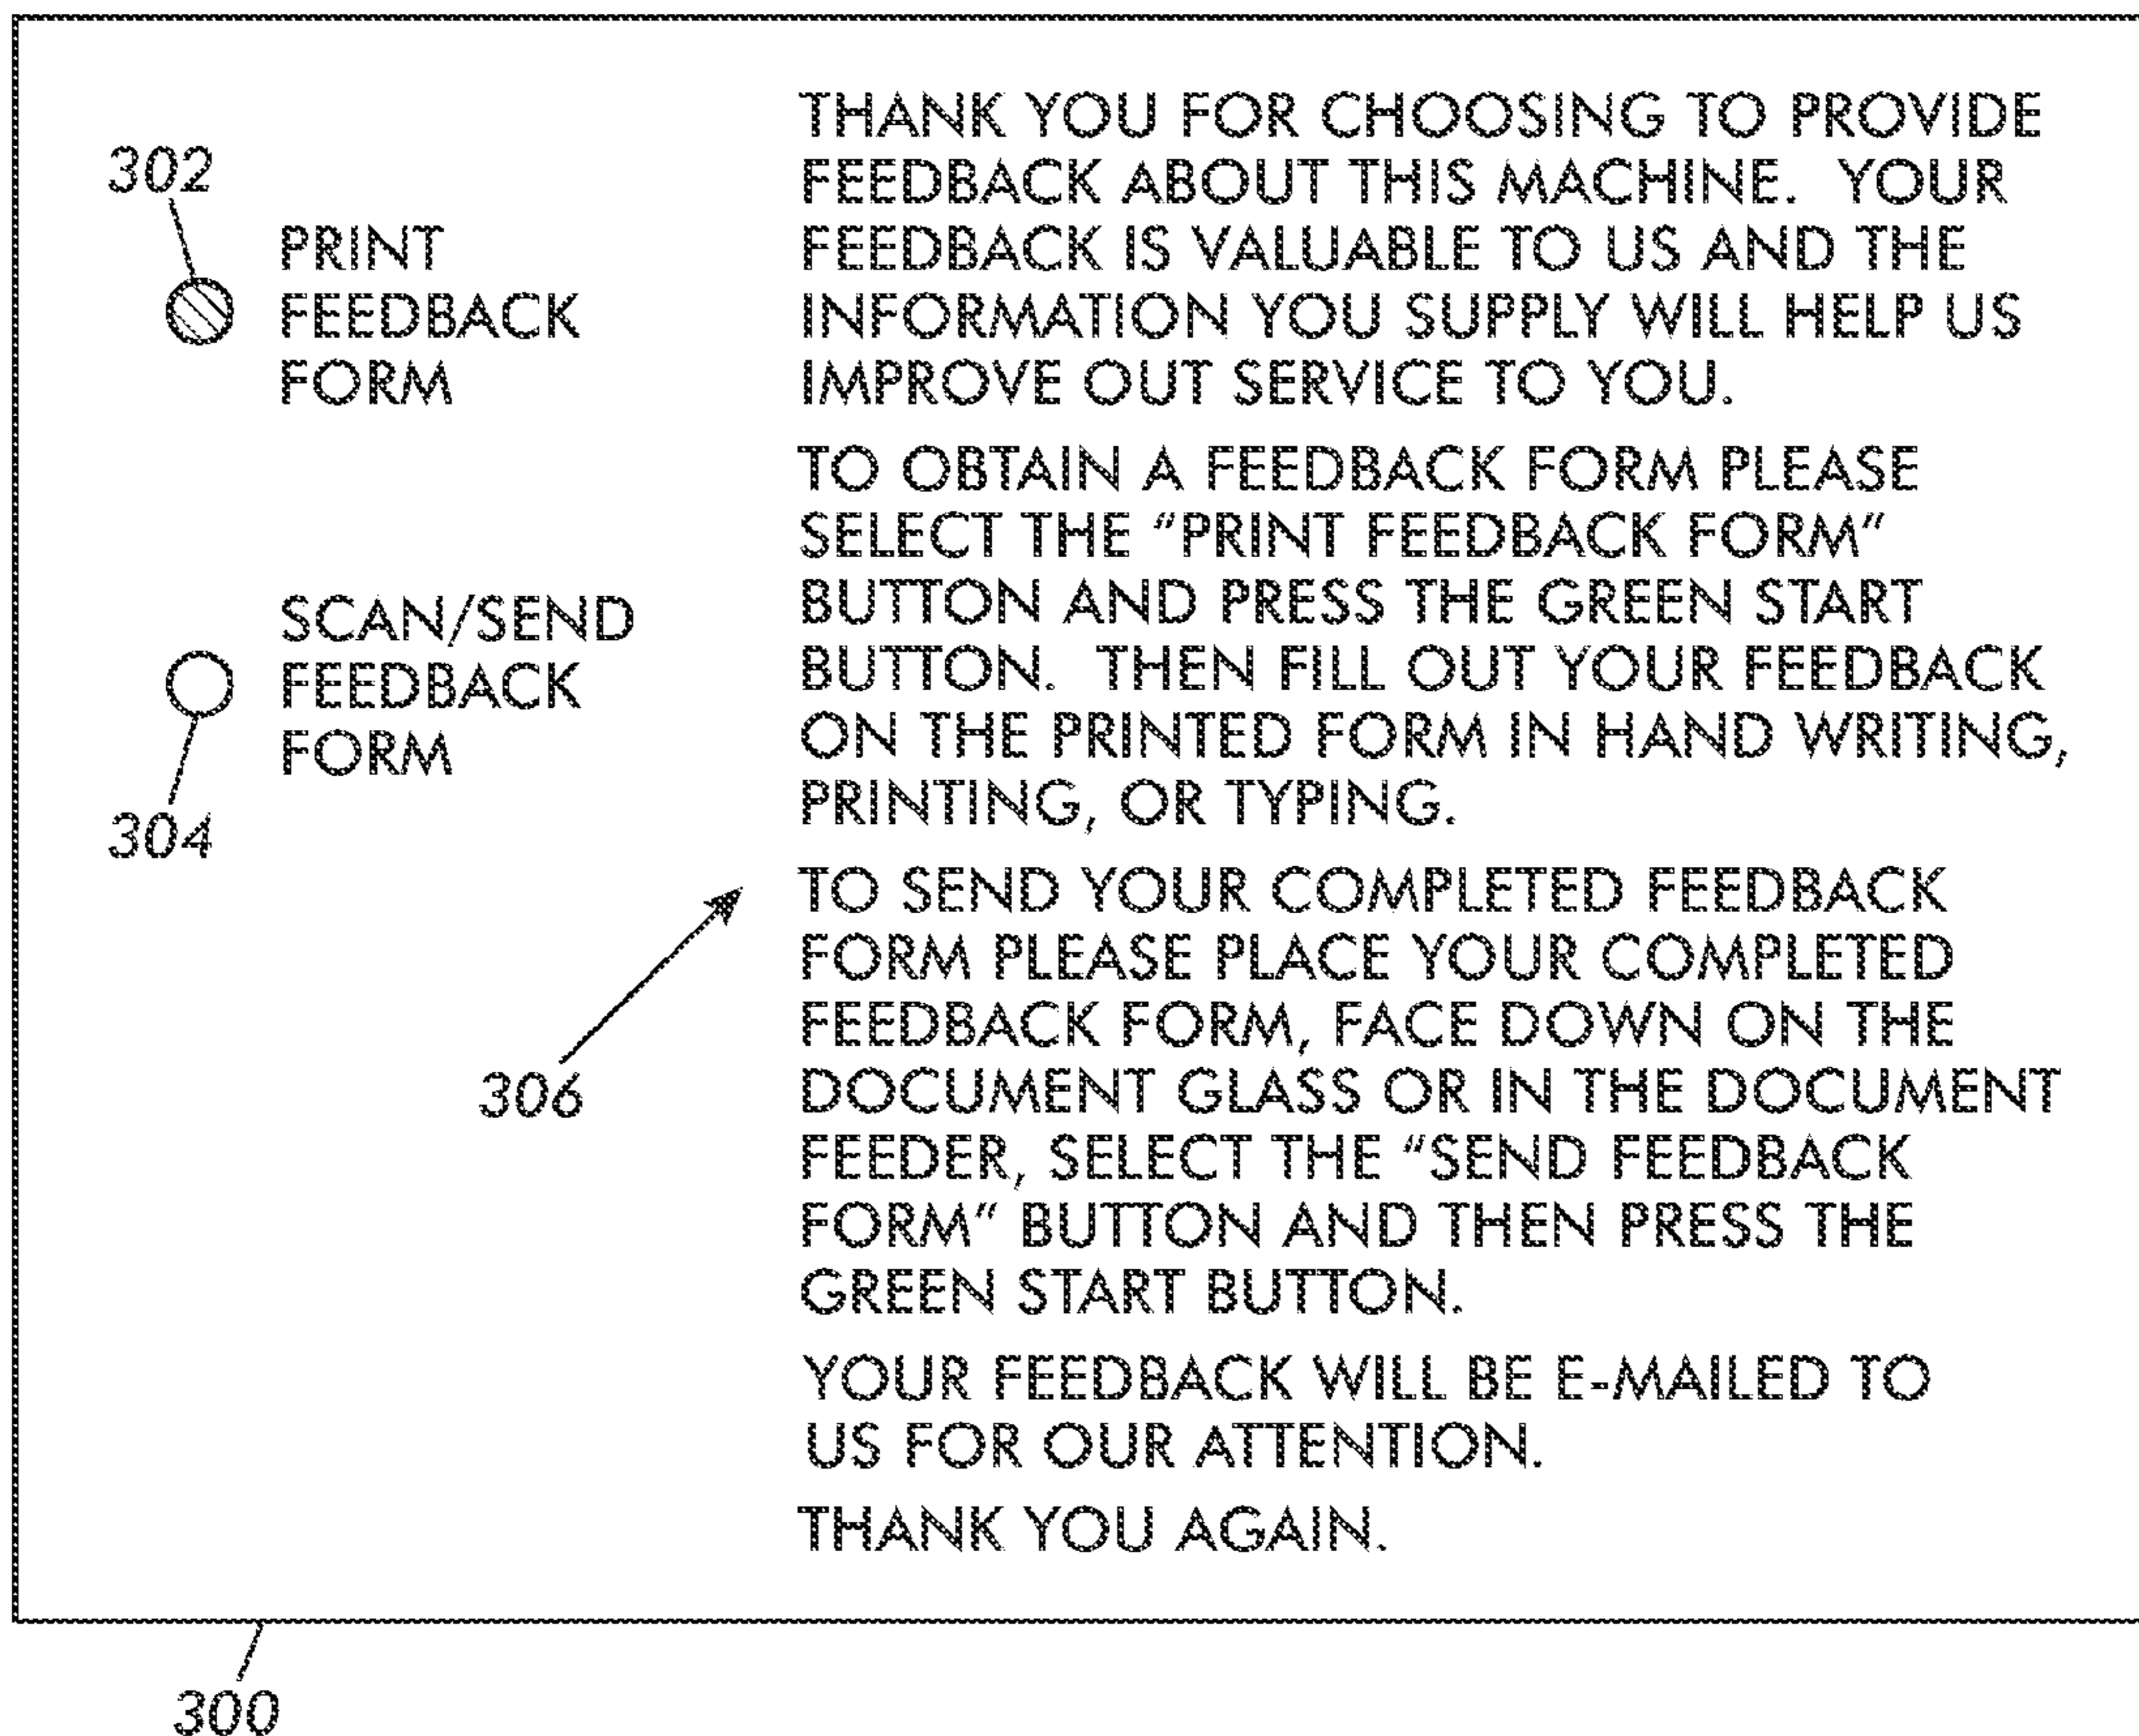 302
PRINT
FEEDBACK
FORM
SCAN/SEND
FEEDBACK
FORM
304
306
THANK YOU FOR CHOOSING TO PROVIDE
FEEDBACK ABOUT THIS MACHINE. YOUR
FEEDBACK IS VALUABLE TO US AND THE
INFORMATION YOU SUPPLY WILL HELP US
IMPROVE OUT SERVICE TO YOU.
TO OBTAIN A FEEDBACK FORM PLEASE
SELECT THE “PRINT FEEDBACK FORM”
BUTTON AND PRESS THE GREEN START
BUTTON. THEN FILL OUT YOUR FEEDBACK
ON THE PRINTED FORM IN HAND WRITING,
PRINTING, OR TYPING.
TO SEND YOUR COMPLETED FEEDBACK
FORM PLEASE PLACE YOUR COMPLETED
FEEDBACK FORM, FACE DOWN ON THE
DOCUMENT GLASS OR IN THE DOCUMENT
FEEDER, SELECT THE “SEND FEEDBACK
FORM” BUTTON AND THEN PRESS THE
GREEN START BUTTON.
YOUR FEEDBACK WILL BE E-MAILED TO
US FOR OUR ATTENTION.
THANK YOU AGAIN.
300